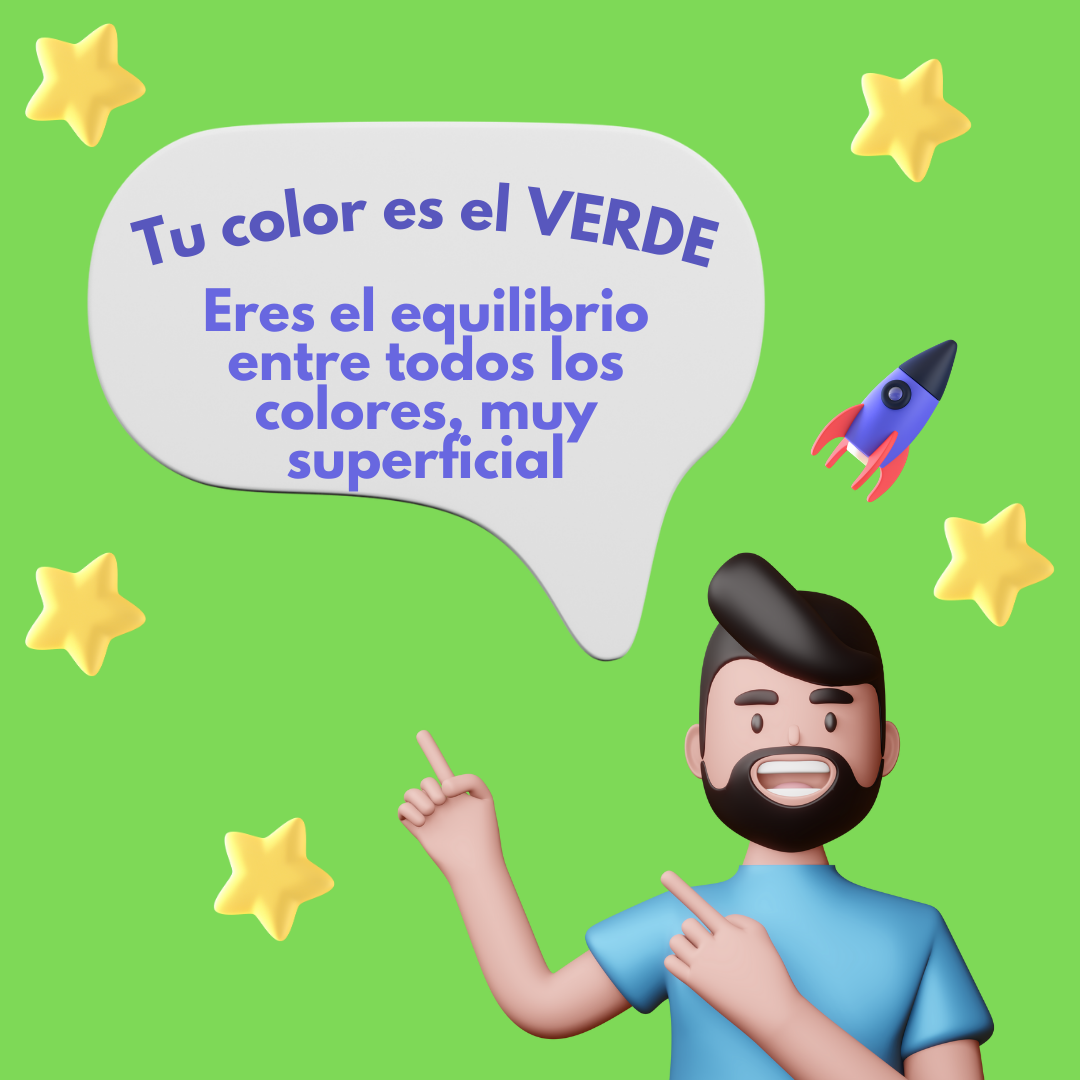 Tu color es el VERDE
Eres el equilibrio
entre todos los
colores, muy
superficial